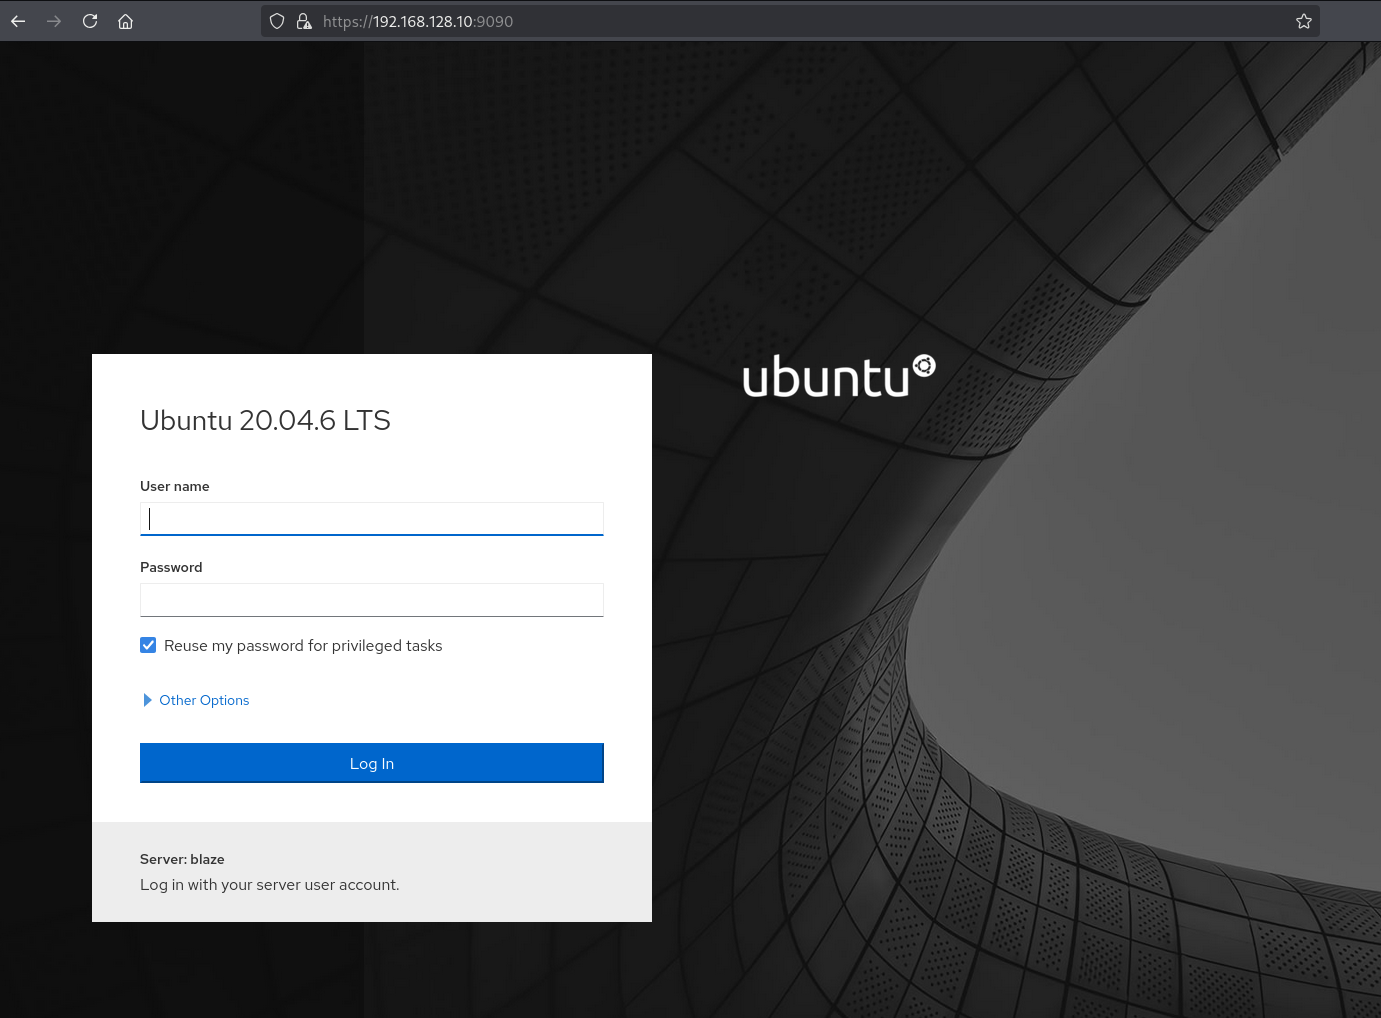 https://192.168.128.10:9090
ubuntu
Ubuntu 20.04.6 LTS
User name
Password
Reuse my password for privileged tasks
Other Options
Log In
Server: blaze
Log in with your server user account.